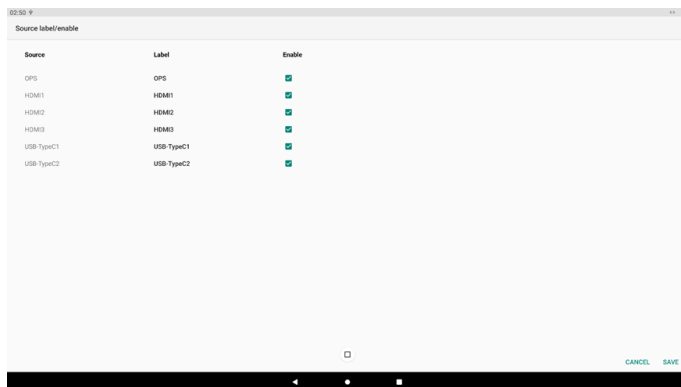 02:50
Source label/enable
Source Label Enable
OPS OPS
HDMI1 HDMI1
HDMI2 HDMI2
HDMI3 HDMI3
USB-TypeC1 USB-TypeC1
USB-TypeC2 USB-TypeC2
CANCEL SAVE